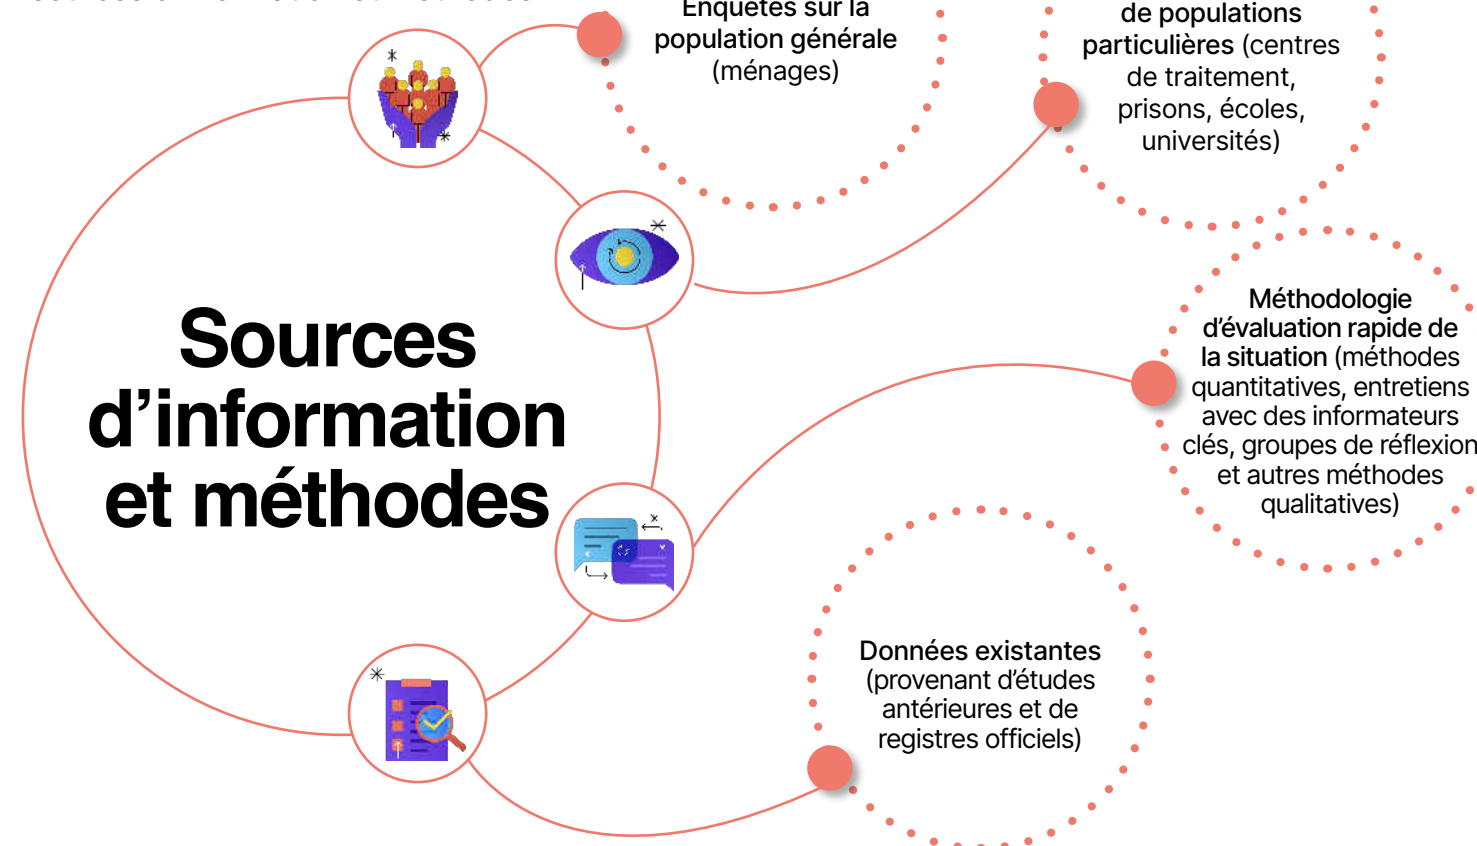 Enquêtes sur la
population générale
(ménages)
de populations
particulières (centres
de traitement,
prisons, écoles,
universités)
Sources
d’information
et méthodes
Méthodologie
d’évaluation rapide de
la situation (méthodes
quantitatives, entretiens
avec des informateurs
clés, groupes de réflexion
et autres méthodes
qualitatives)
Données existantes
(provenant d’études
antérieures et de
registres officiels)